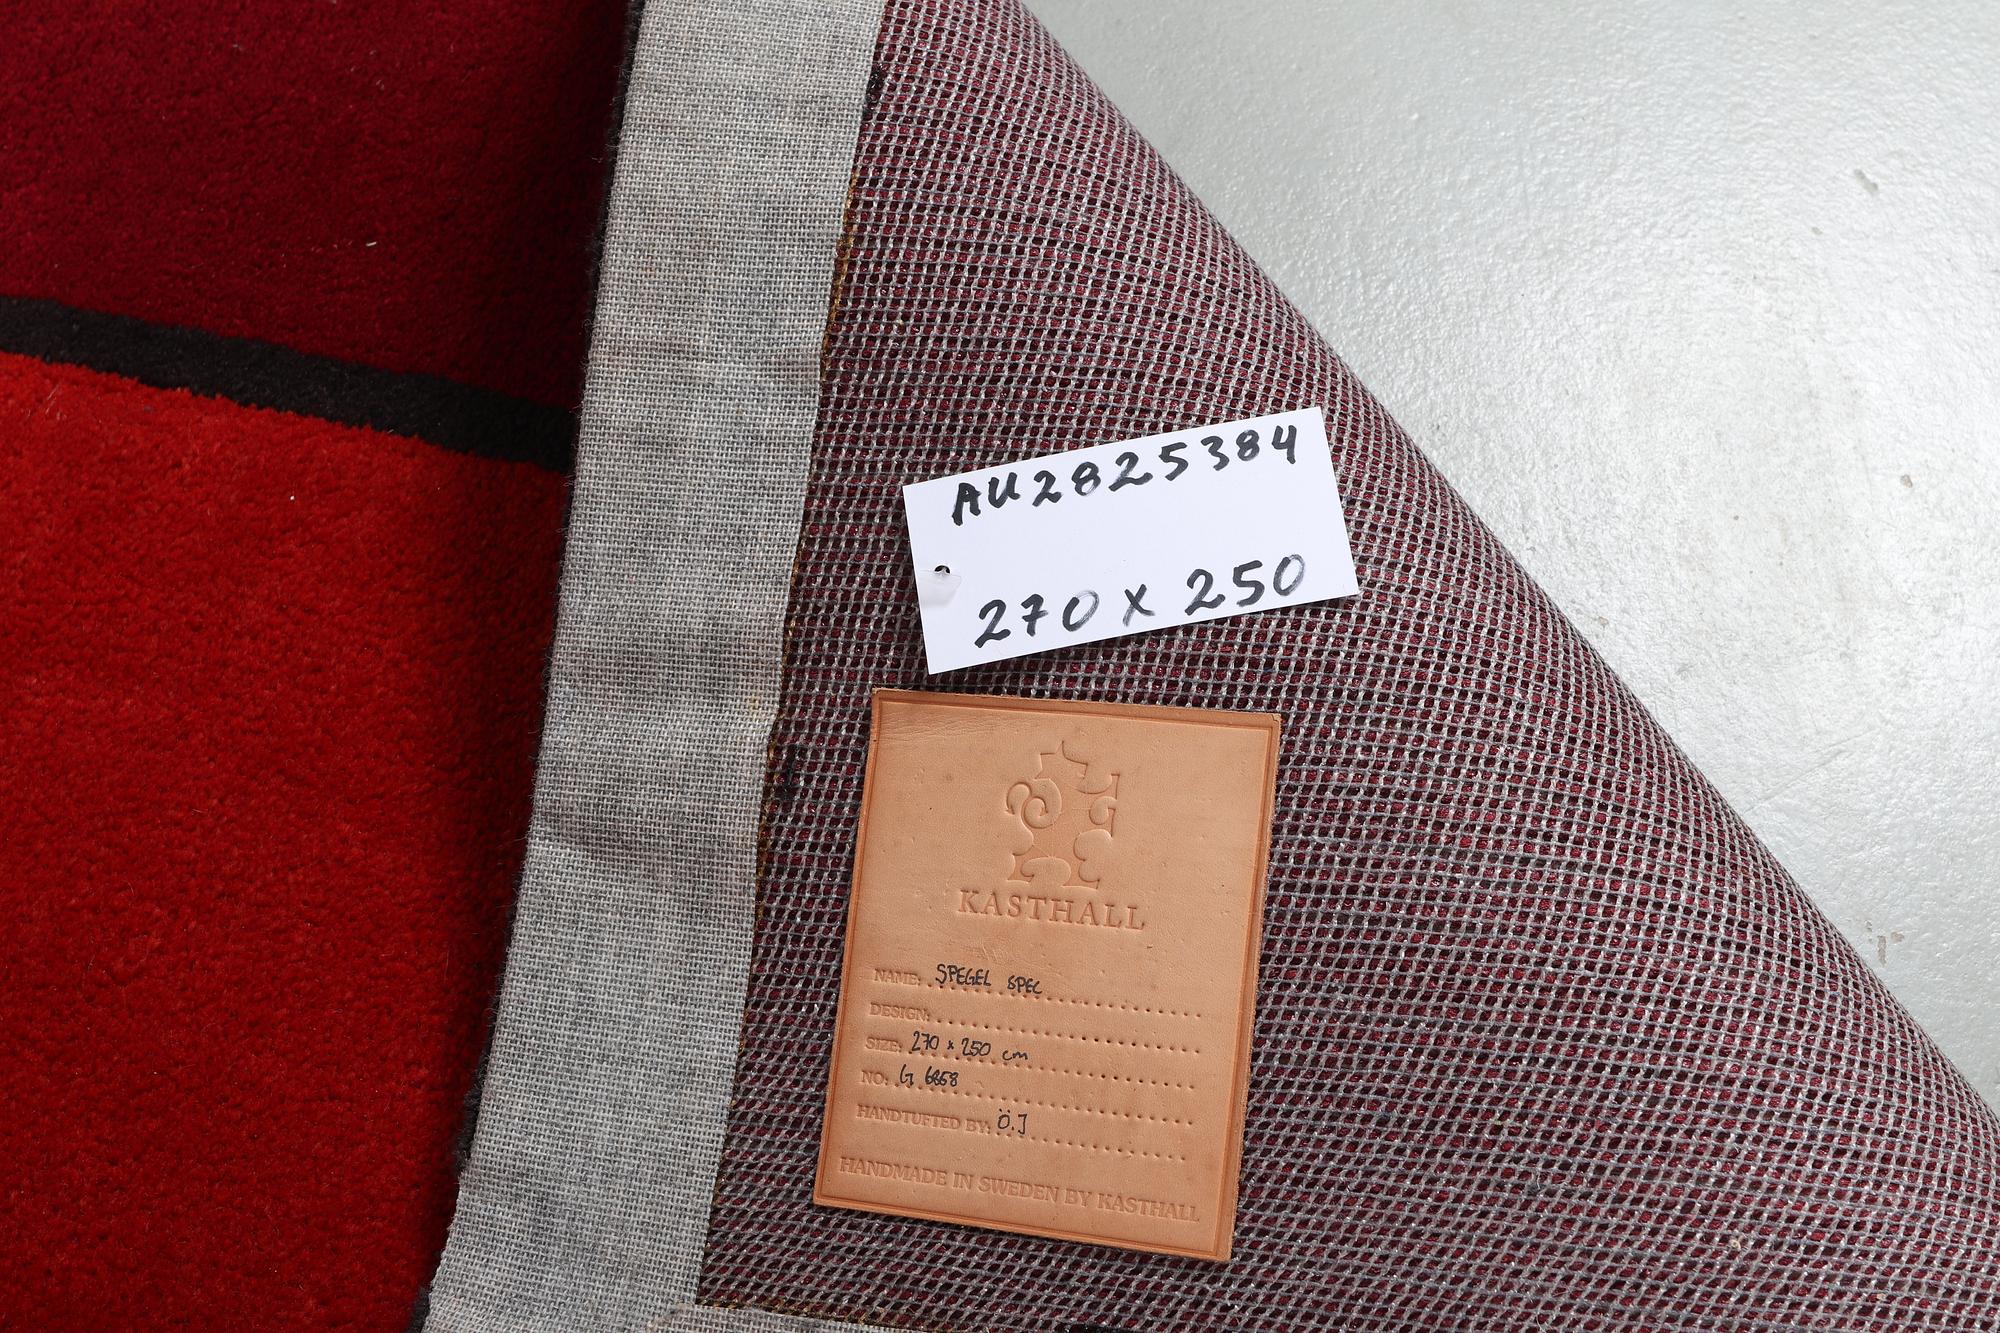 AU2825384
270 x 250
KASTHALL
NAME: SPEGEL SPEC
DESIGN:
SIZE: 270 x 250 cm
NO: G 6868
HANDTUFTED BY: Ö.J
HANDMADE IN SWEDEN BY KASTHALL